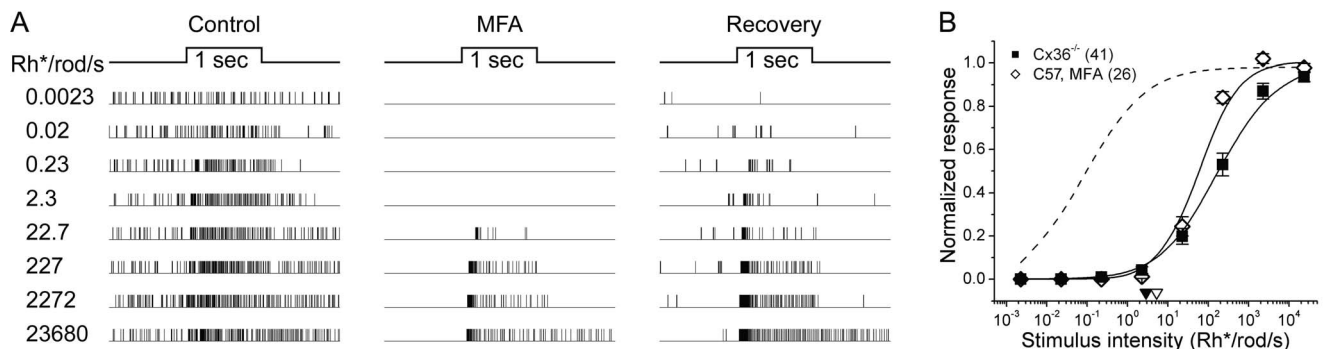 A
Control
MFA
Recovery
Rh*/rod/s
1 sec
1 sec
1 sec
0.0023
0.02
0.23
2.3
22.7
227
2272
23680
B
Cx36-/- (41)
C57, MFA (26)
Normalized response
1.0
0.8
0.6
0.4
0.2
0.0
10-3
10-2
10-1
100
101
102
103
104
Stimulus intensity (Rh*/rod/s)